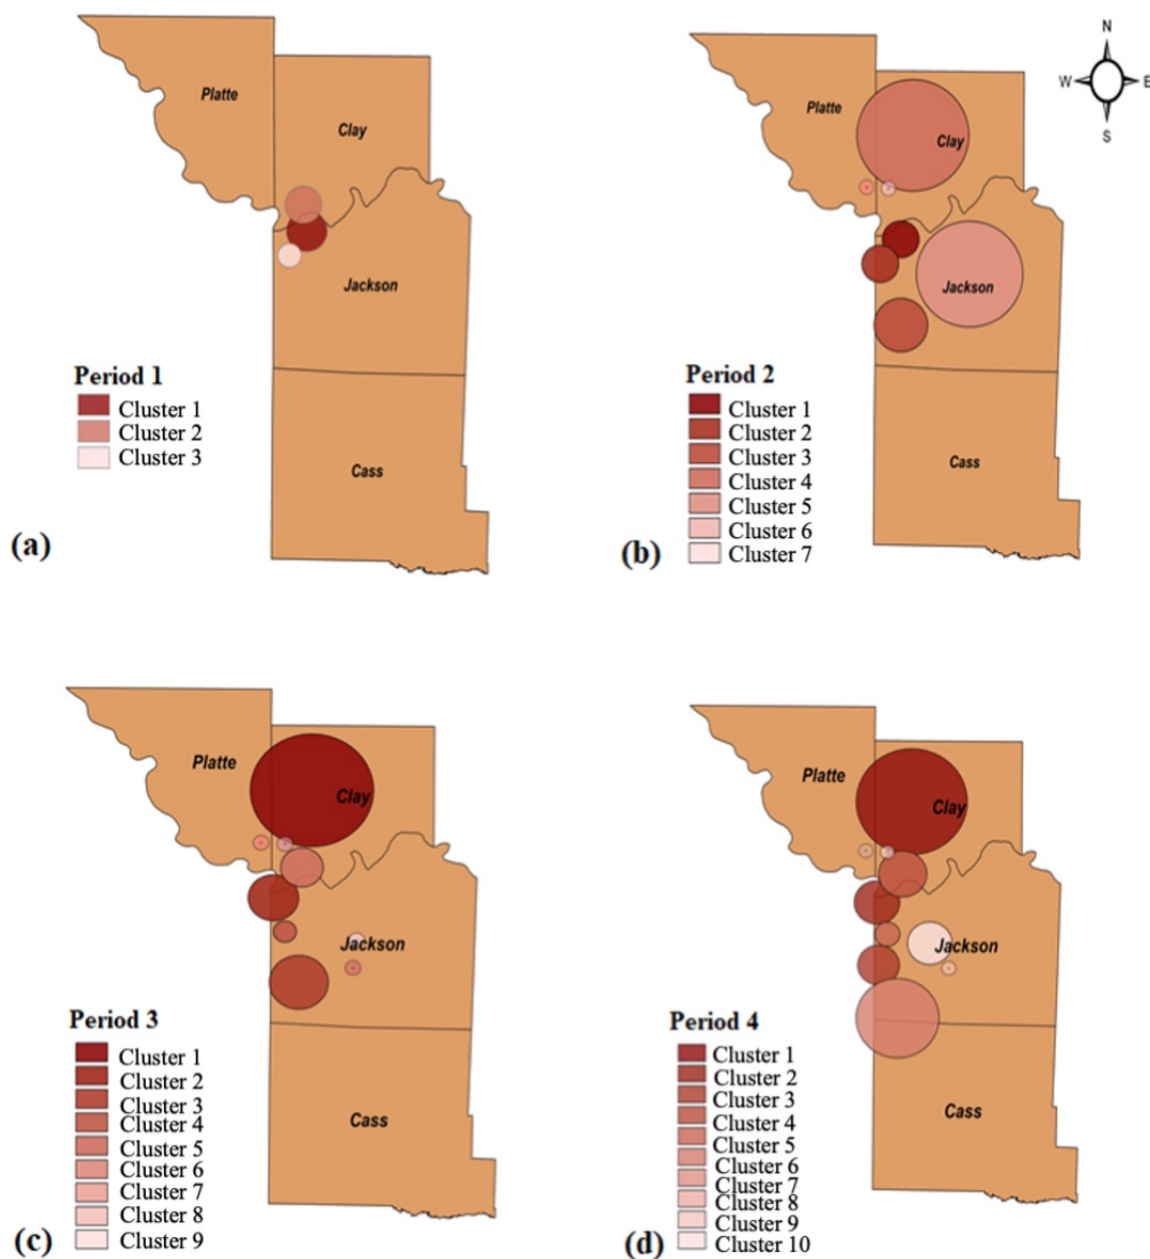 Platte
Clay
Jackson
Cass
Period 1
Cluster 1
Cluster 2
Cluster 3
(a)
N
W E
S
Platte
Clay
Jackson
Cass
Period 2
Cluster 1
Cluster 2
Cluster 3
Cluster 4
Cluster 5
Cluster 6
Cluster 7
(b)
Platte
Clay
Jackson
Cass
Period 3
Cluster 1
Cluster 2
Cluster 3
Cluster 4
Cluster 5
Cluster 6
Cluster 7
Cluster 8
Cluster 9
(c)
Platte
Clay
Jackson
Cass
Period 4
Cluster 1
Cluster 2
Cluster 3
Cluster 4
Cluster 5
Cluster 6
Cluster 7
Cluster 8
Cluster 9
Cluster 10
(d)